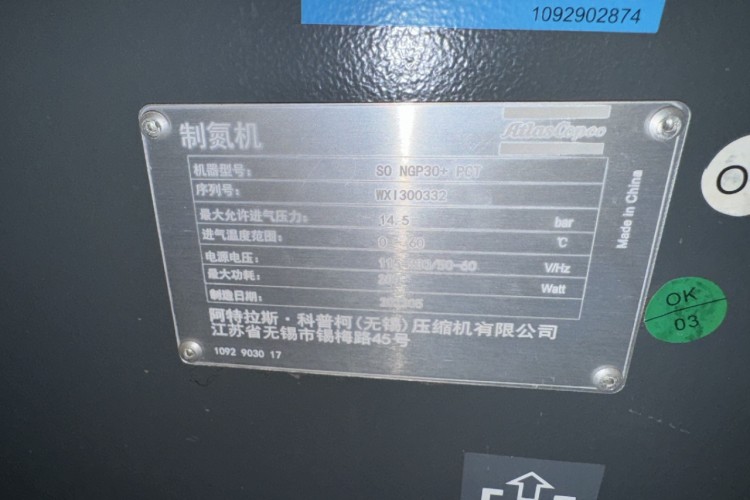 1092902874
制氮机
Atlas Copco
机器型号: SO NGP30+ PCT
序列号: WXI300332
最大允许进气压力: 14.5 bar
进气温度范围: ℃
电源电压: V/Hz
最大功耗: Watt
制造日期:
阿特拉斯·科普柯(无锡)压缩机有限公司
江苏省无锡市锡梅路45号
1092 9030 17
Made in China
OK
03